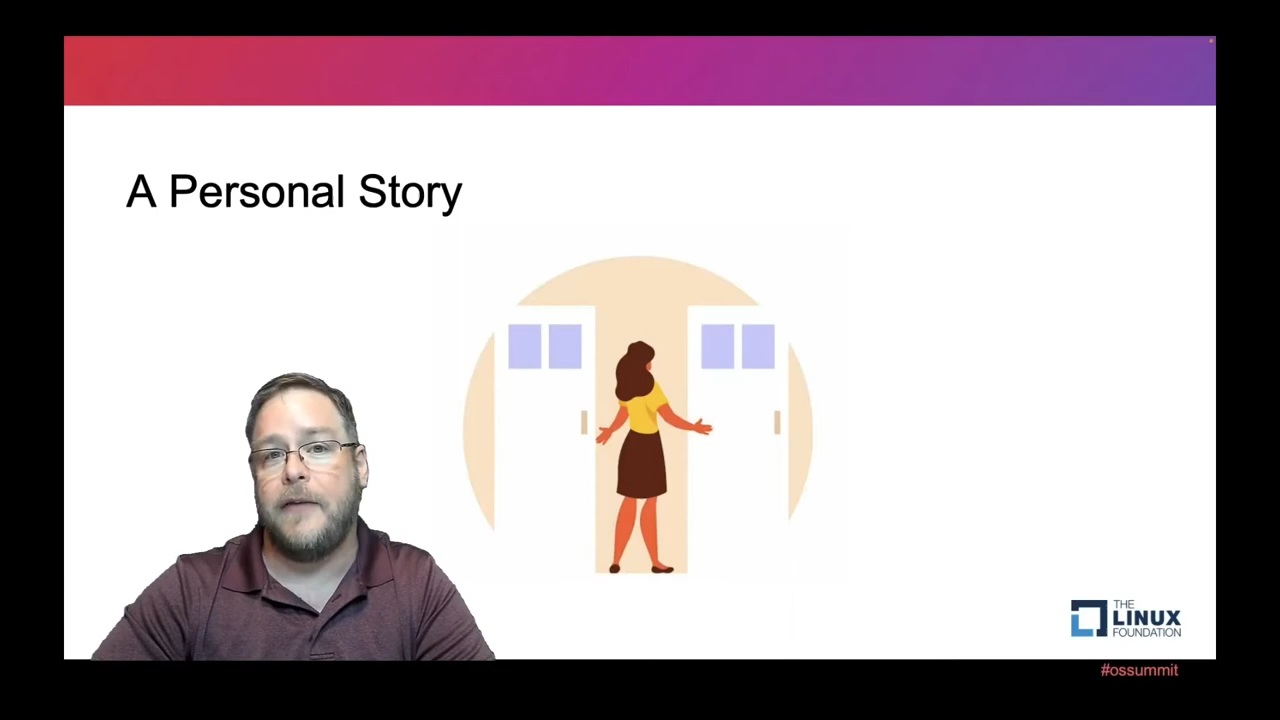 A Personal Story
THE
LINUX
FOUNDATION
#ossummit